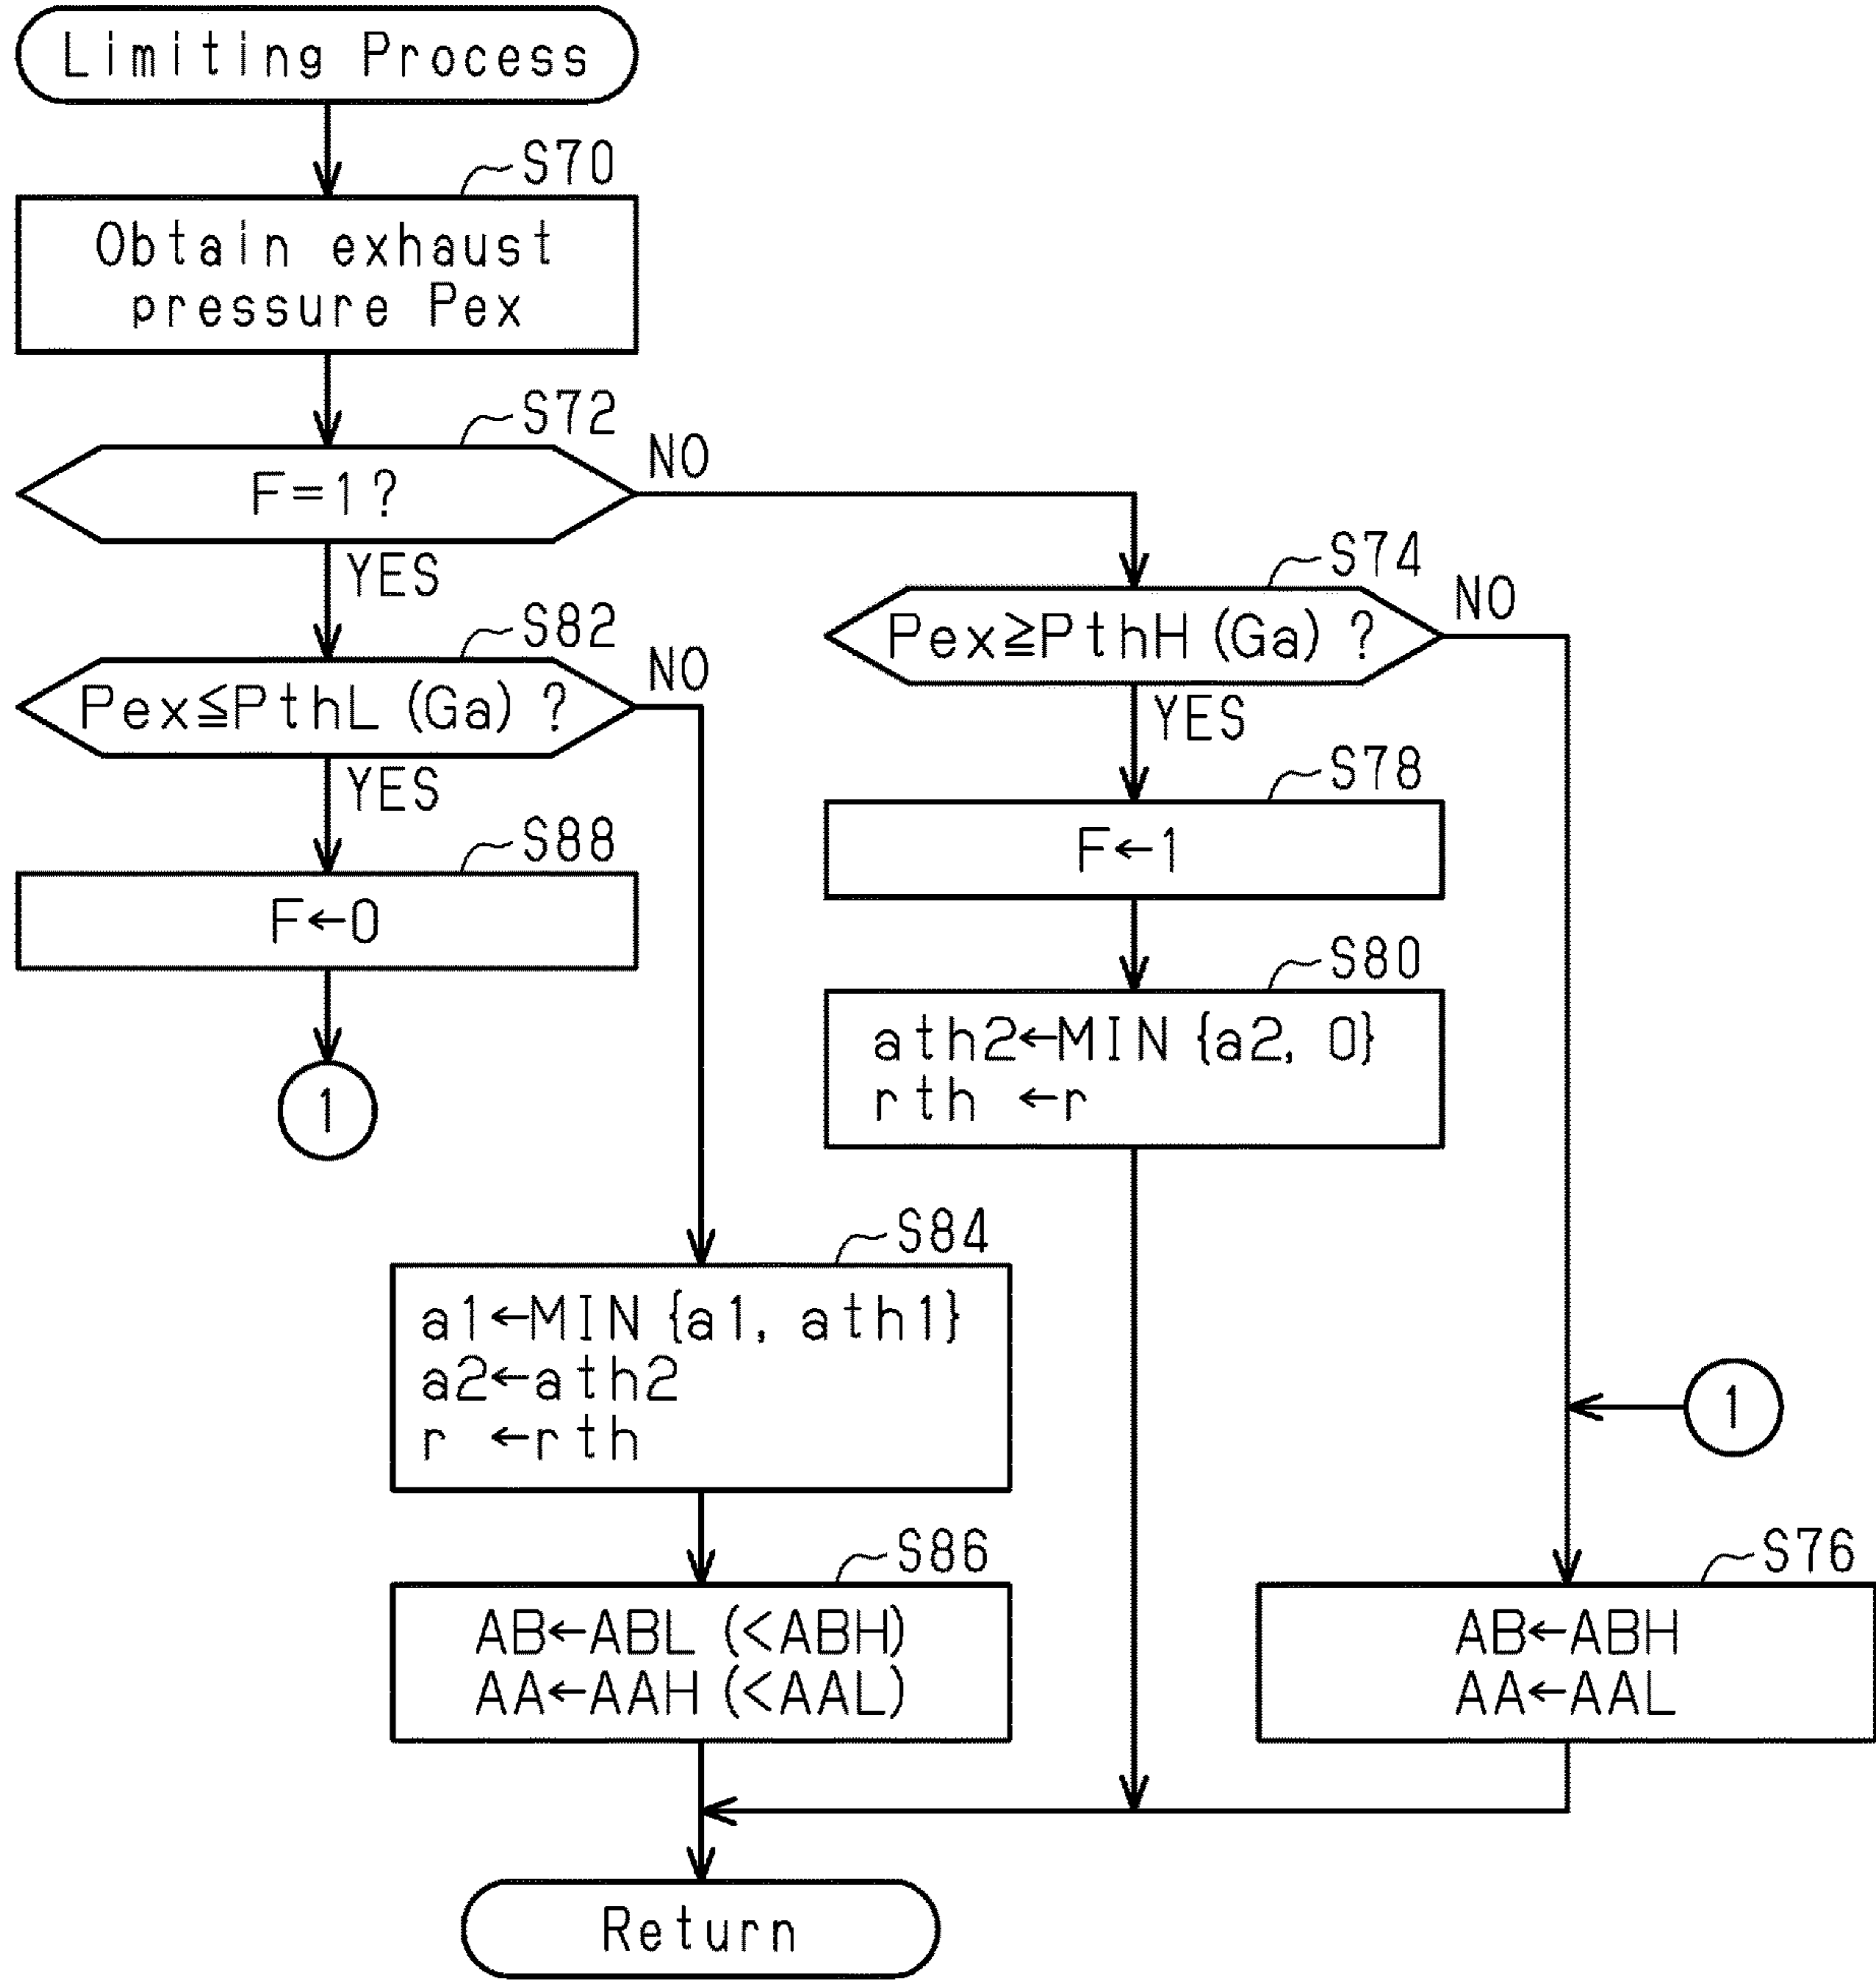 Limiting Process
S70
Obtain exhaust
pressure Pex
S72
F=1?
NO
YES
S74
Pex≧PthH (Ga) ?
NO
YES
S82
Pex≦PthL (Ga) ?
NO
YES
S78
F←1
S88
F←0
S80
ath2←MIN {a2, 0}
rth ←r
1
S84
a1←MIN {a1, ath1}
a2←ath2
r ←rth
1
S86
AB←ABL (<ABH)
AA←AAH (<AAL)
S76
AB←ABH
AA←AAL
Return